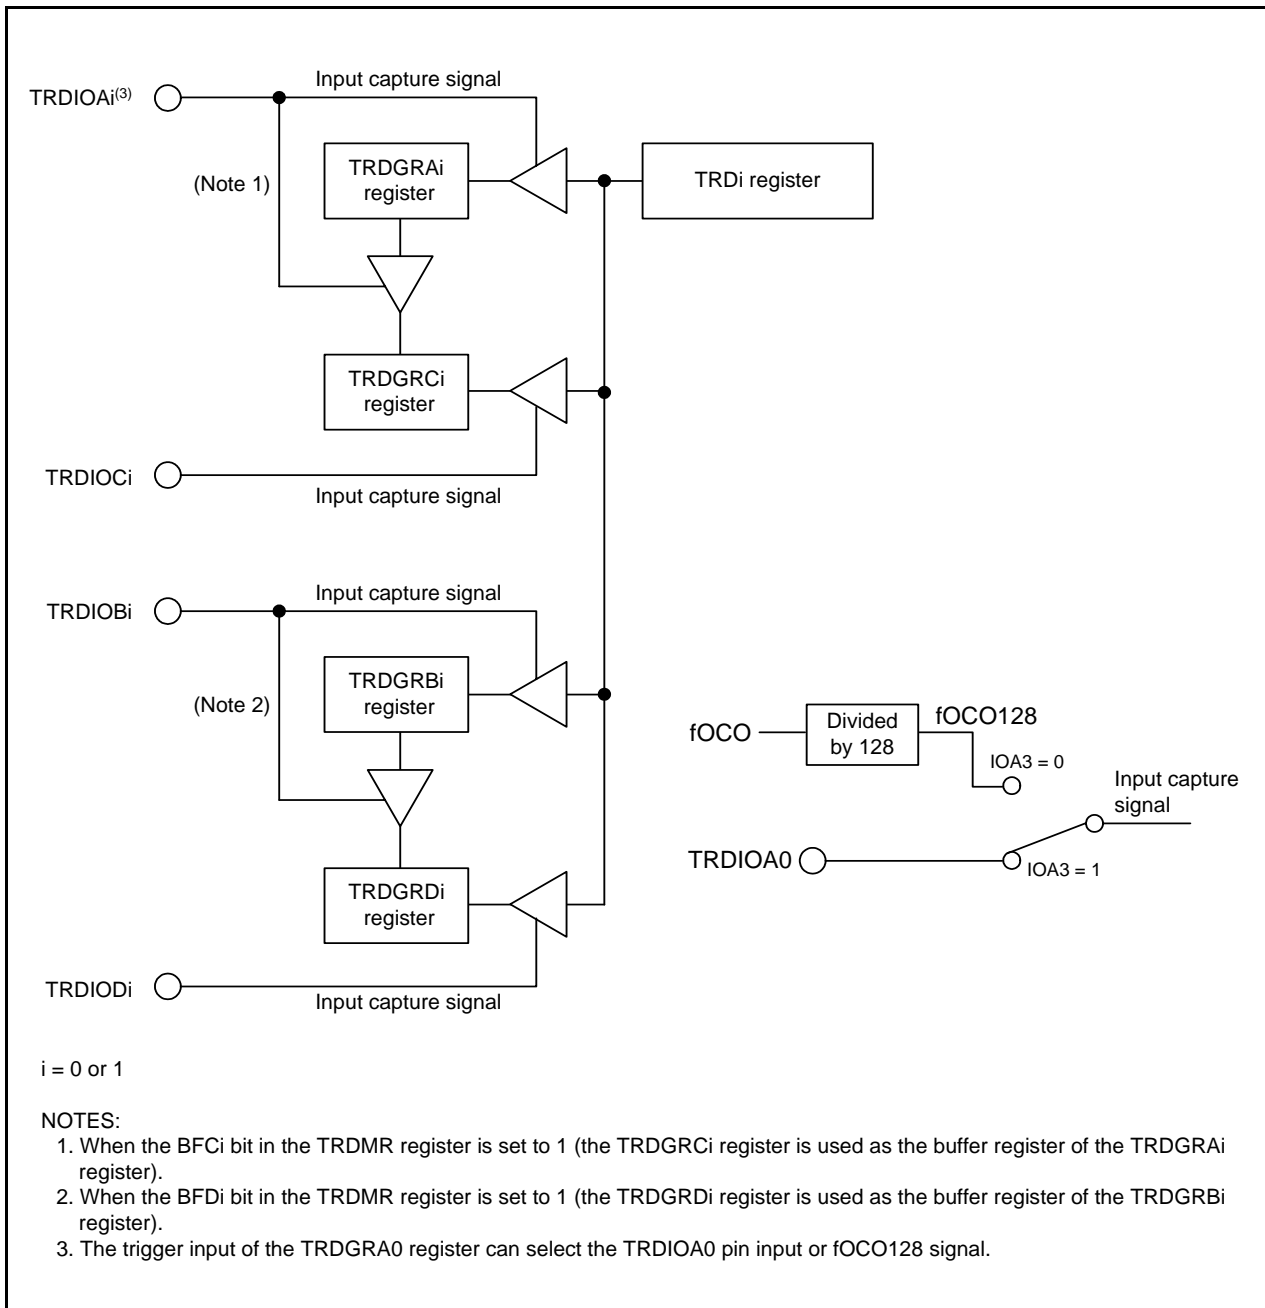 Input capture signal
TRDIOAi(3)
TRDGRAi
register
TRDi register
(Note 1)
TRDGRCi
register
TRDIOCi
Input capture signal
TRDIOBi
Input capture signal
TRDGRBi
register
(Note 2)
TRDGRDi
register
TRDIODi
Input capture signal
fOCO
Divided
by 128
fOCO128
IOA3 = 0
Input capture
signal
TRDIOA0
IOA3 = 1
i = 0 or 1
NOTES:
1. When the BFCi bit in the TRDMR register is set to 1 (the TRDGRCi register is used as the buffer register of the TRDGRAi
register).
2. When the BFDi bit in the TRDMR register is set to 1 (the TRDGRDi register is used as the buffer register of the TRDGRBi
register).
3. The trigger input of the TRDGRA0 register can select the TRDIOA0 pin input or fOCO128 signal.